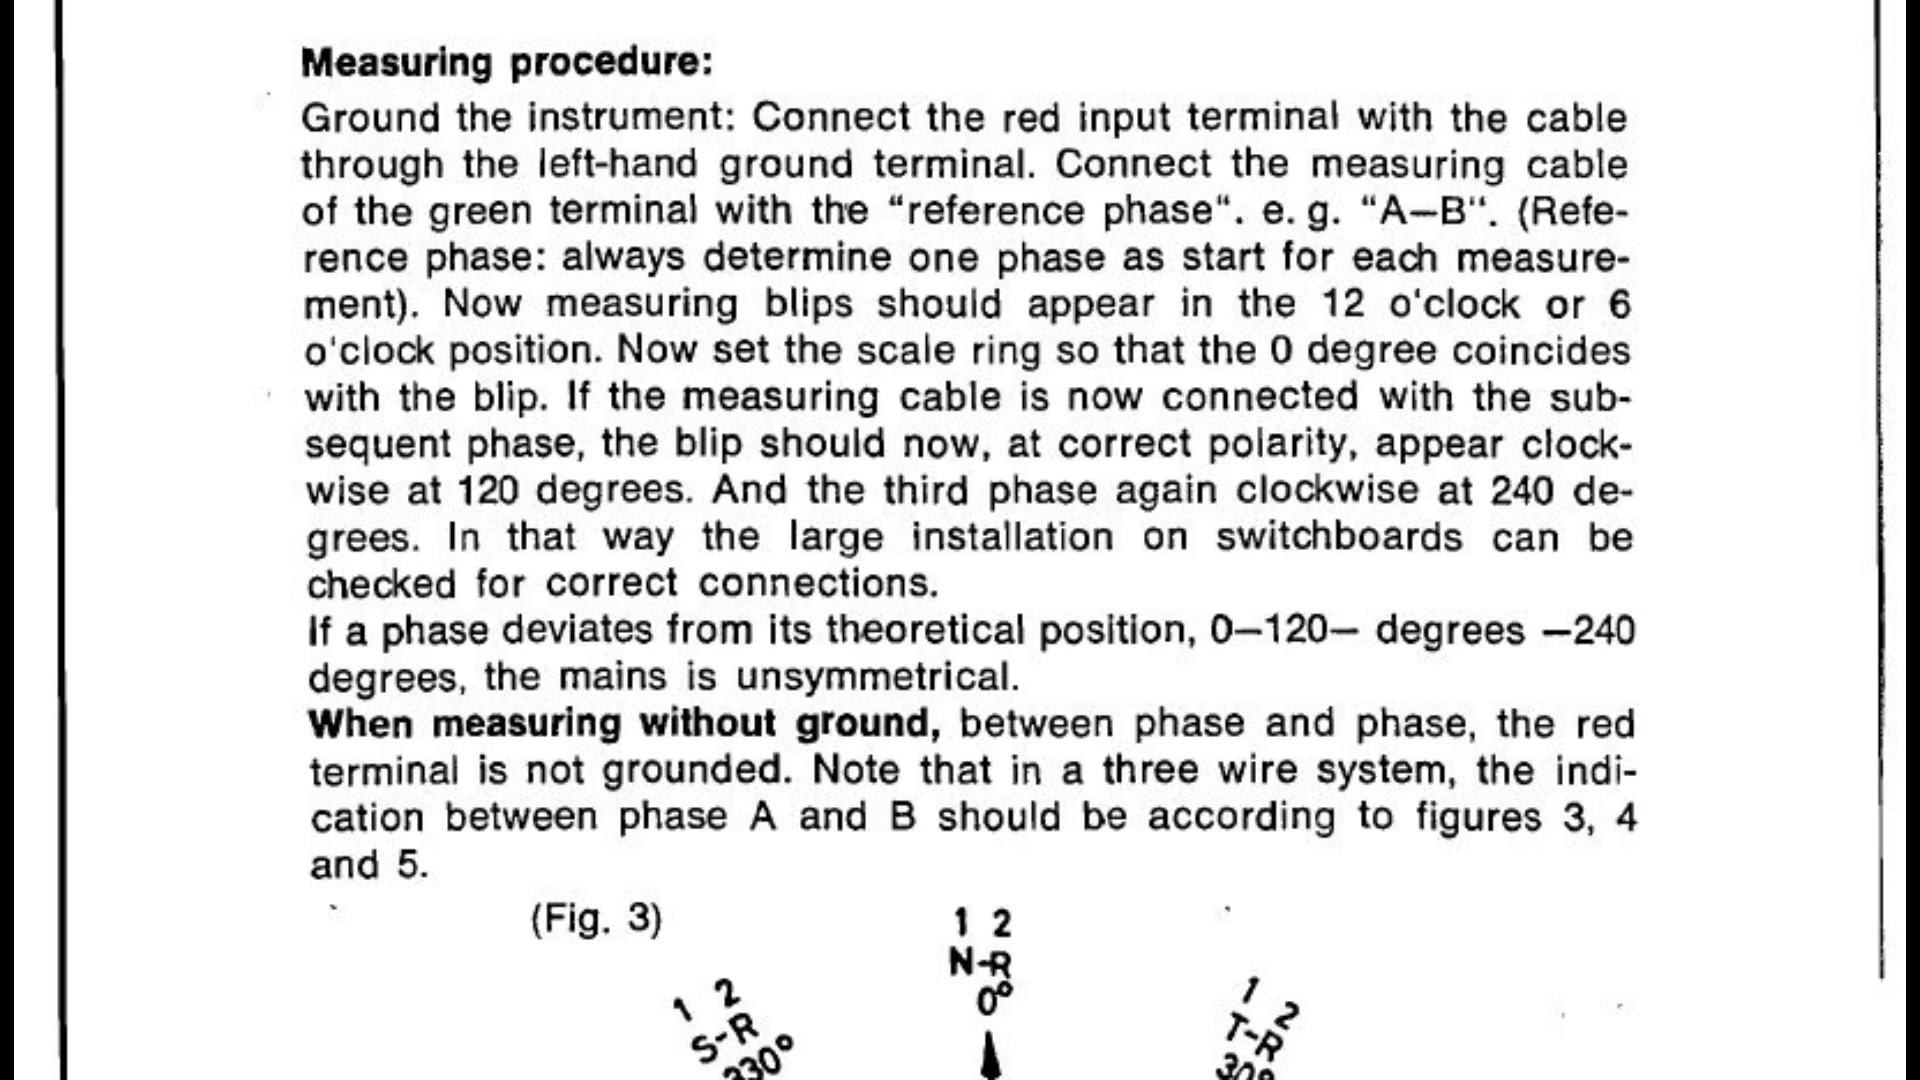 Measuring procedure:
Ground the instrument: Connect the red input terminal with the cable
through the left-hand ground terminal. Connect the measuring cable
of the green terminal with the “reference phase“. e. g. “A—B“. (Refe-
rence phase: always determine one phase as start for each measure-
ment). Now measuring blips should appear in the 12 o'clock or 6
o'clock position. Now set the scale ring so that the 0 degree coincides
with the blip. If the measuring cable is now connected with the sub-
sequent phase, the blip should now, at correct polarity, appear clock-
wise at 120 degrees. And the third phase again clockwise at 240 de-
grees. In that way the large installation on switchboards can be
checked for correct connections.
If a phase deviates from its theoretical position, 0—120— degrees —240
degrees, the mains is unsymmetrical.
When measuring without ground, between phase and phase, the red
terminal is not grounded. Note that in a three wire system, the indi-
cation between phase A and B should be according to figures 3, 4
and 5.
(Fig. 3)
1 2
N-R
0°
1 2
S-R
330°
1 2
T-R
30°